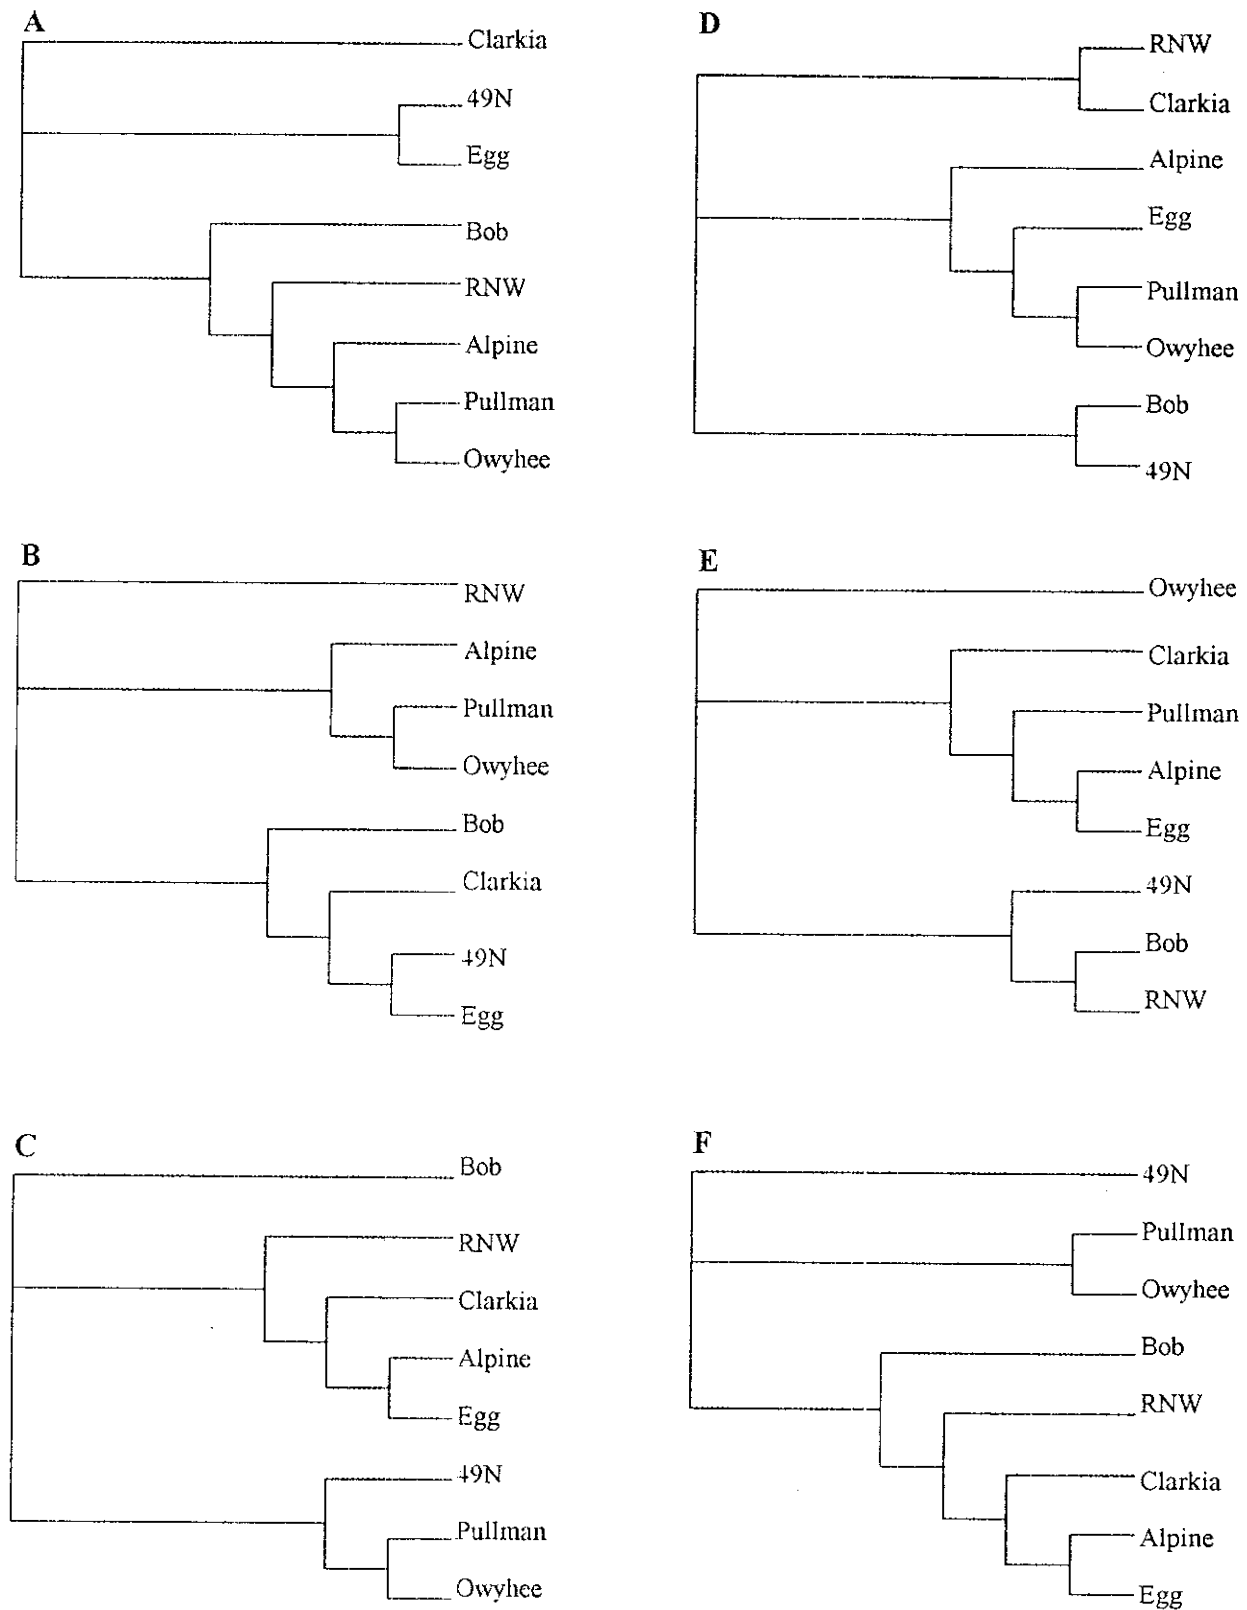 A
Clarkia
49N
Egg
Bob
RNW
Alpine
Pullman
Owyhee
B
RNW
Alpine
Pullman
Owyhee
Bob
Clarkia
49N
Egg
C
Bob
RNW
Clarkia
Alpine
Egg
49N
Pullman
Owyhee
D
RNW
Clarkia
Alpine
Egg
Pullman
Owyhee
Bob
49N
E
Owyhee
Clarkia
Pullman
Alpine
Egg
49N
Bob
RNW
F
49N
Pullman
Owyhee
Bob
RNW
Clarkia
Alpine
Egg